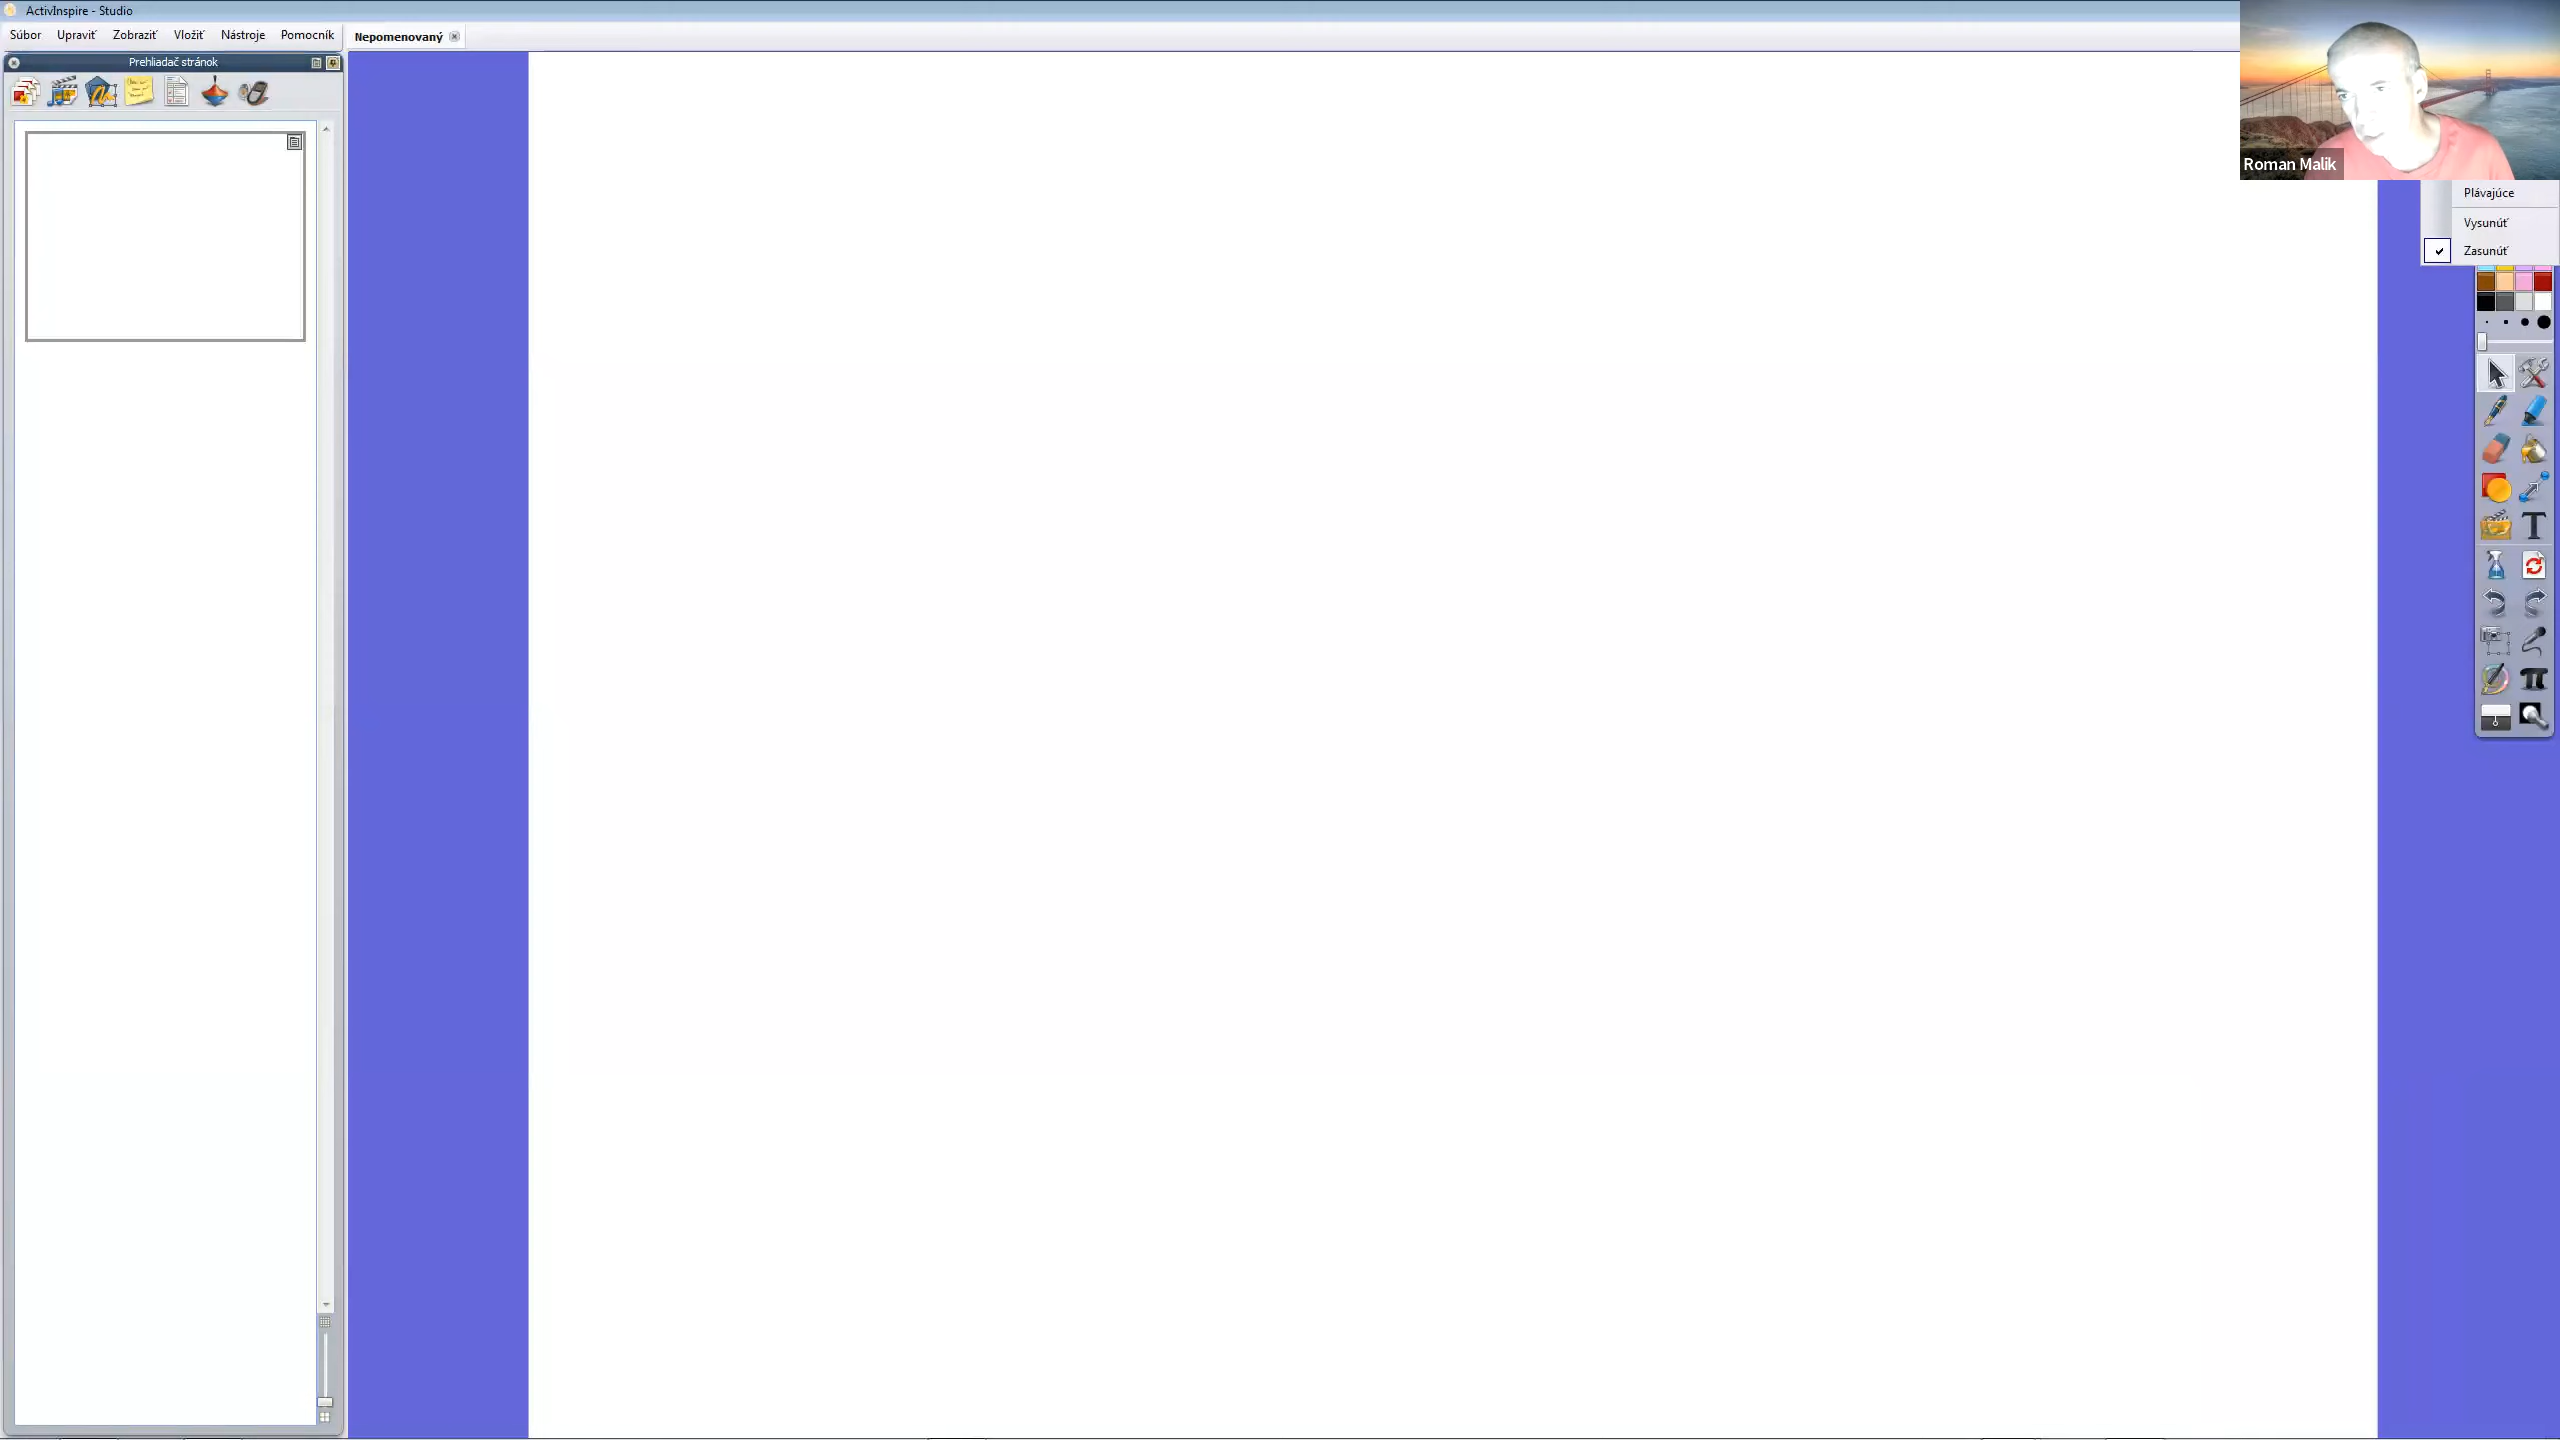 ActivInspire - Studio
Súbor Upraviť Zobraziť Vložiť Nástroje Pomocník
Nepomenovaný
Prehliadač stránok
Roman Malik
Plávajúce
Vysunúť
Zasunúť